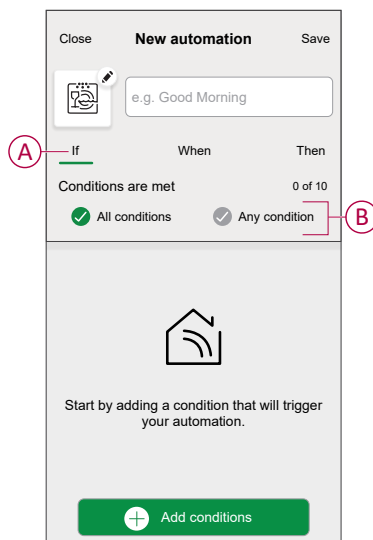 Close New automation Save
e.g. Good Morning
A If When Then
Conditions are met 0 of 10
All conditions Any condition B
Start by adding a condition that will trigger
your automation.
Add conditions